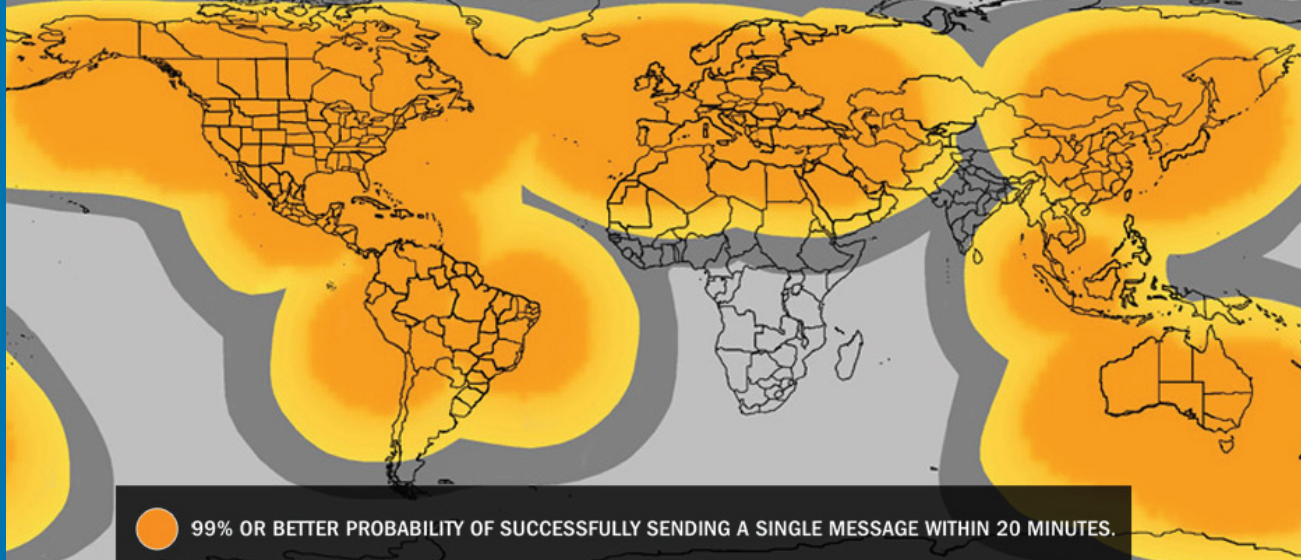 99% OR BETTER PROBABILITY OF SUCCESSFULLY SENDING A SINGLE MESSAGE WITHIN 20 MINUTES.